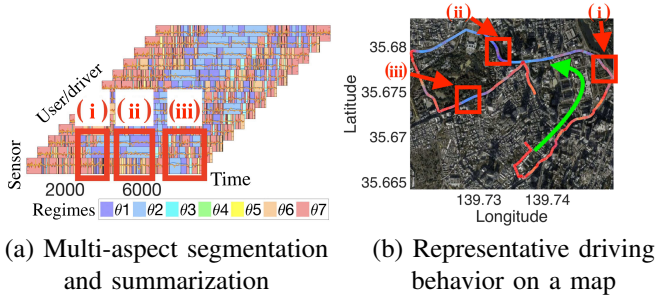 User/driver
(i) (ii) (iii)
Sensor
2000 6000
Time
Regimes θ1 θ2 θ3 θ4 θ5 θ6 θ7
(a) Multi-aspect segmentation
and summarization
(ii) (i)
(iii)
Latitude
35.68
35.675
35.67
35.665
139.73 139.74
Longitude
(b) Representative driving
behavior on a map